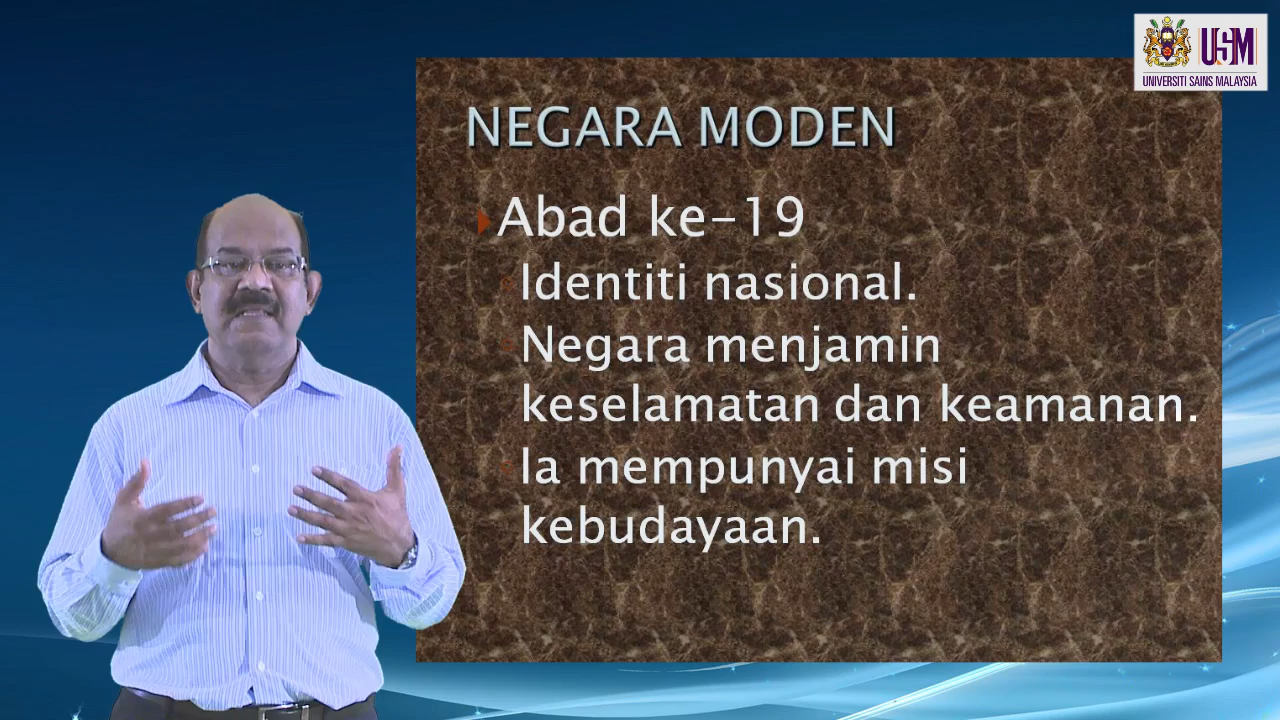 USM
UNIVERSITI SAINS MALAYSIA
NEGARA MODEN
Abad ke-19
Identiti nasional.
Negara menjamin
keselamatan dan keamanan.
Ia mempunyai misi
kebudayaan.